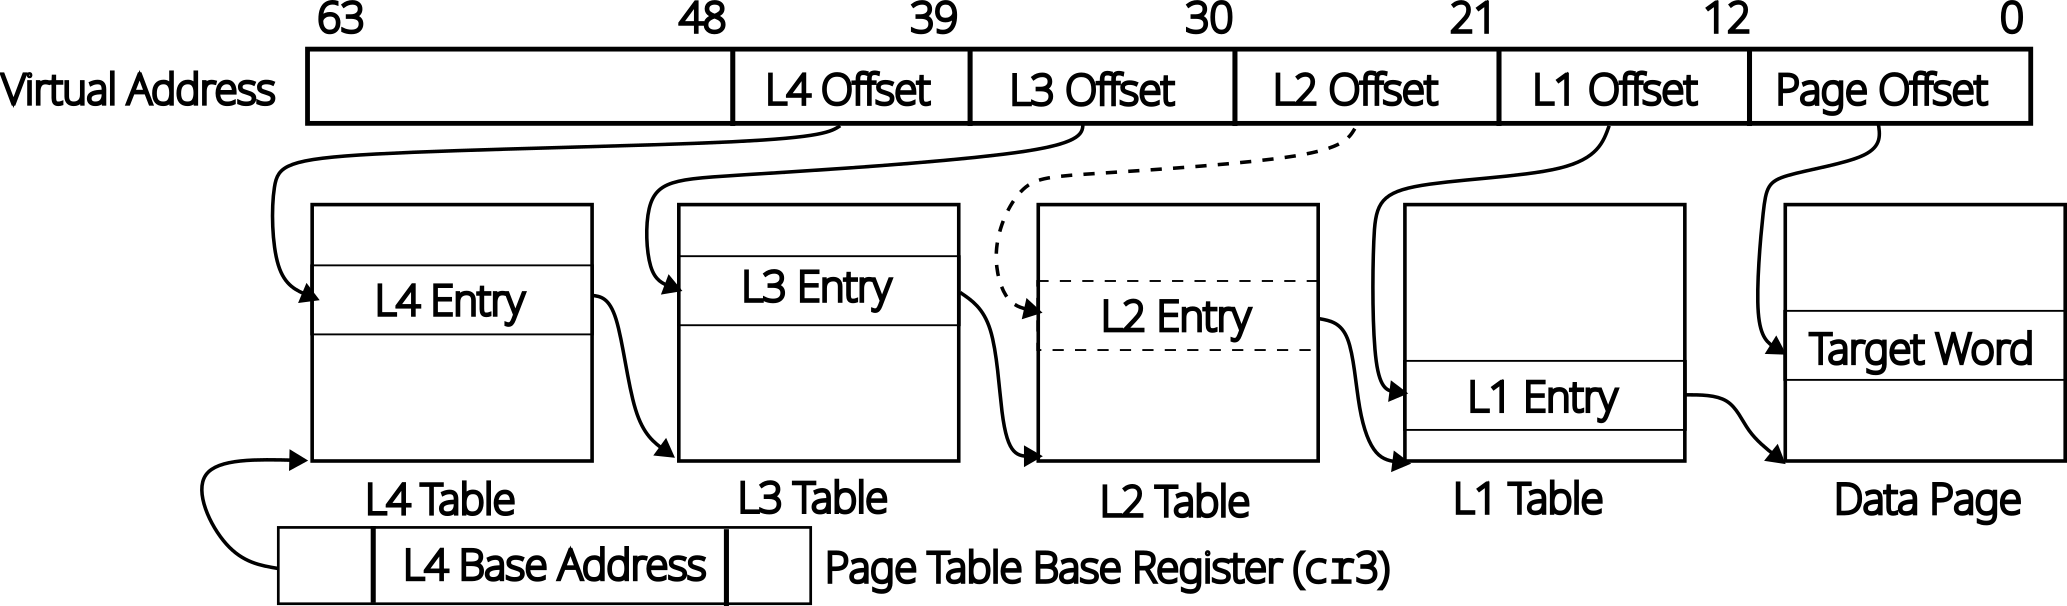 63 48 39 30 21 12 0
Virtual Address L4 Offset L3 Offset L2 Offset L1 Offset Page Offset
L4 Entry L3 Entry L2 Entry L1 Entry Target Word
L4 Table L3 Table L2 Table L1 Table Data Page
L4 Base Address Page Table Base Register (cr3)